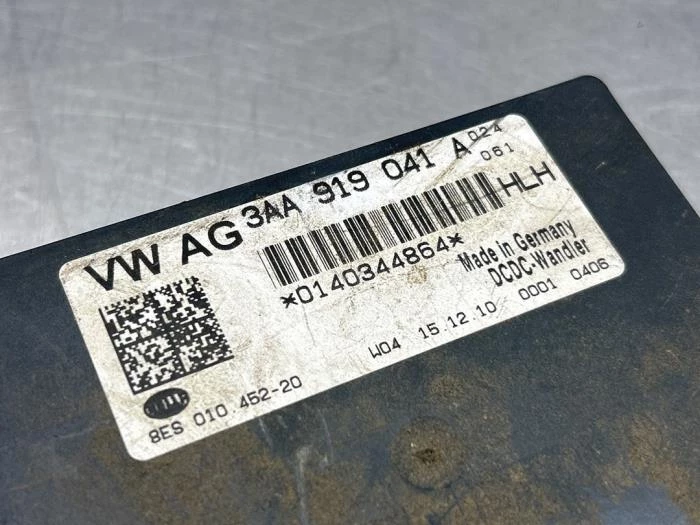 VW AG 3AA 919 041 A 024
061
HLH
*0140344864*
Made in Germany
DCDC-Wandler
W04 15.12.10 0001 0406
8ES 010 452-20